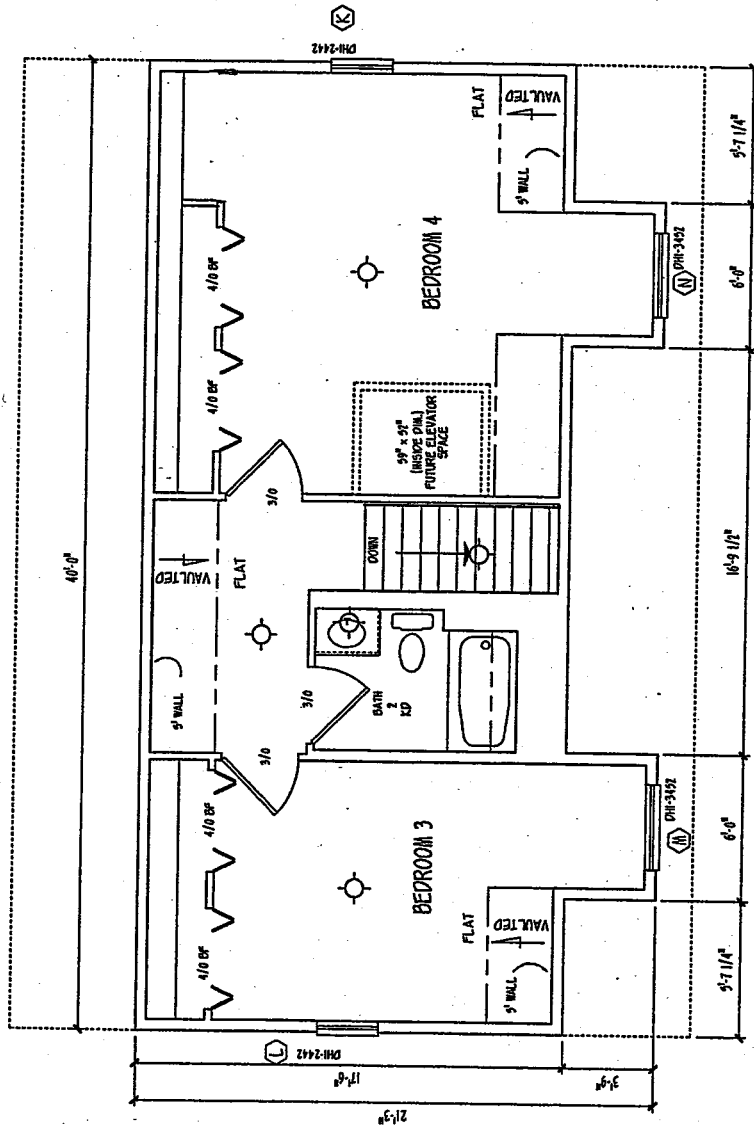 40'-0"
K
DHI-2442
5' WALL
VAULTED
FLAT
4/0 BF
4/0 BF
4/0 BF
4/0 BF
3/0
3/0
3/0
BEDROOM 4
FLAT
VAULTED
5' WALL
59" x 52"
(INSIDE DIM.)
FUTURE ELEVATOR
SPACE
DOWN
BATH
2
KD
BEDROOM 3
FLAT
VAULTED
5' WALL
L
DHI-2442
M
DHI-3452
N
DHI-3452
17'-6"
3'-9"
21'-3"
5'-7 1/4"
6'-0"
16'-9 1/2"
6'-0"
5'-7 1/4"